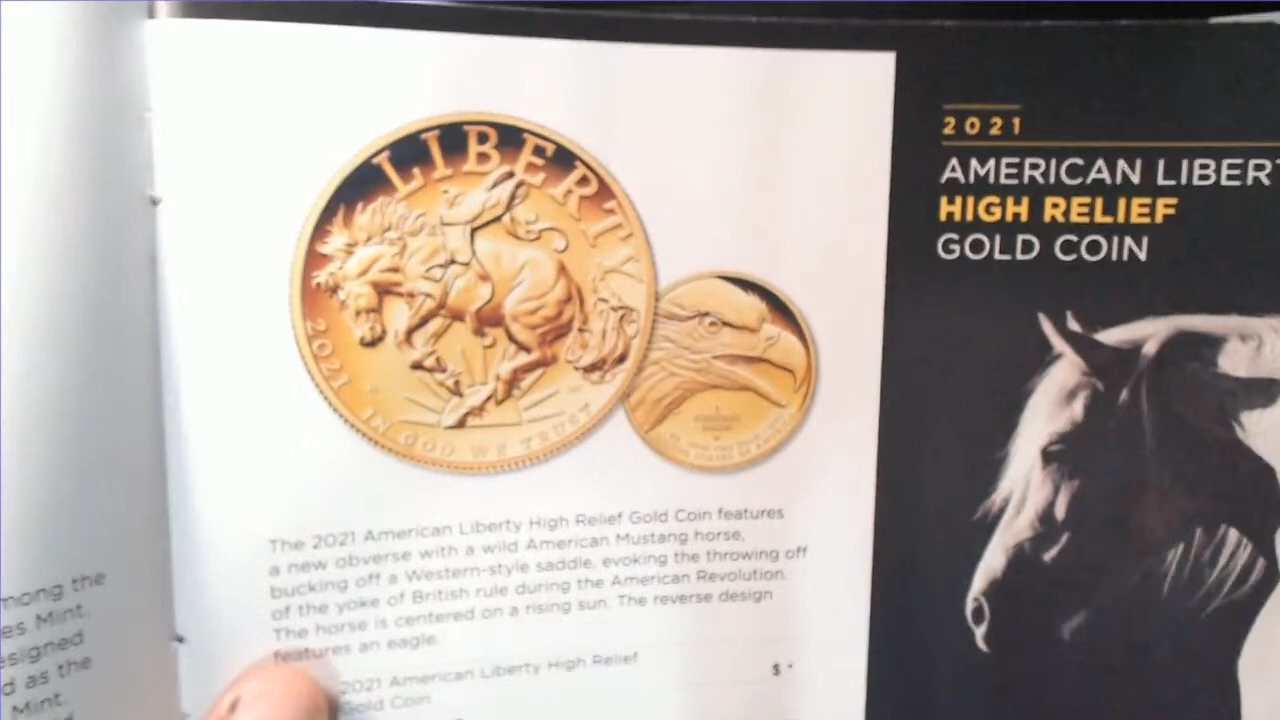 mong the
es Mint.
esigned
d as the
Mint.
LIBERTY
2021
IN GOD WE TRUST
The 2021 American Liberty High Relief Gold Coin features
a new obverse with a wild American Mustang horse,
bucking off a Western-style saddle, evoking the throwing off
of the yoke of British rule during the American Revolution.
The horse is centered on a rising sun. The reverse design
features an eagle.
2021 American Liberty High Relief
Gold Coin
$ *
2021
AMERICAN LIBERT
HIGH RELIEF
GOLD COIN